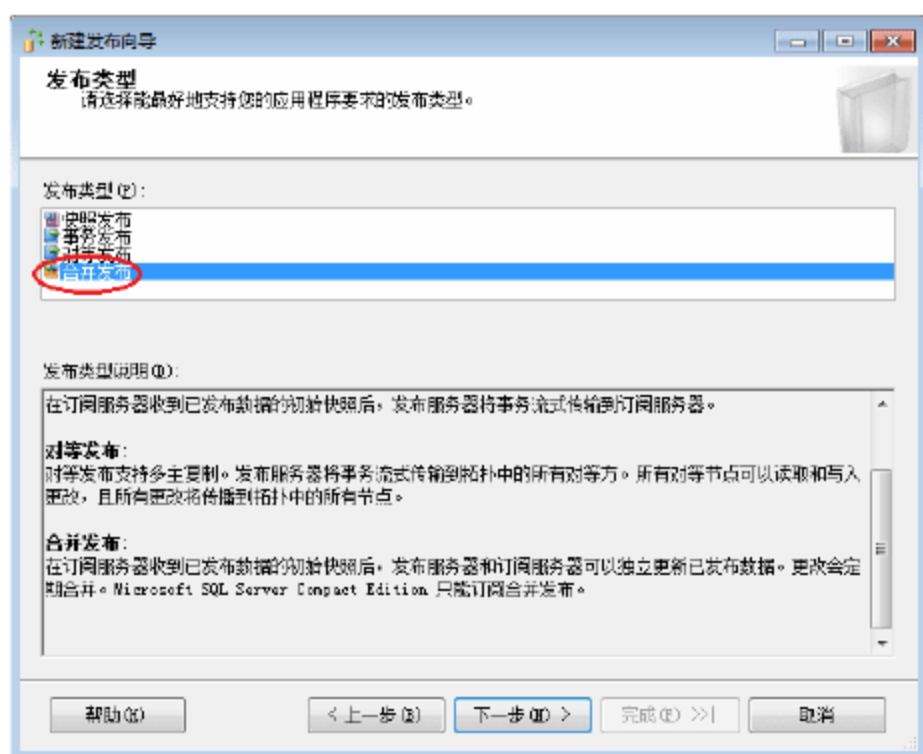 新建发布向导
发布类型
请选择能最好地支持您的应用程序要求的发布类型。
发布类型(P):
快照发布
事务发布
对等发布
合并发布
发布类型说明(D):
在订阅服务器收到已发布数据的初始快照后，发布服务器将事务流式传输到订阅服务器。
对等发布:
对等发布支持多主复制。发布服务器将事务流式传输到拓扑中的所有对等方。所有对等节点可以读取和写入
更改，且所有更改将传播到拓扑中的所有节点。
合并发布:
在订阅服务器收到已发布数据的初始快照后，发布服务器和订阅服务器可以独立更新已发布数据。更改会定
期合并。Microsoft SQL Server Compact Edition 只能订阅合并发布。
帮助(H)
<上一步(B)
下一步(N) >
完成(F) >>|
取消